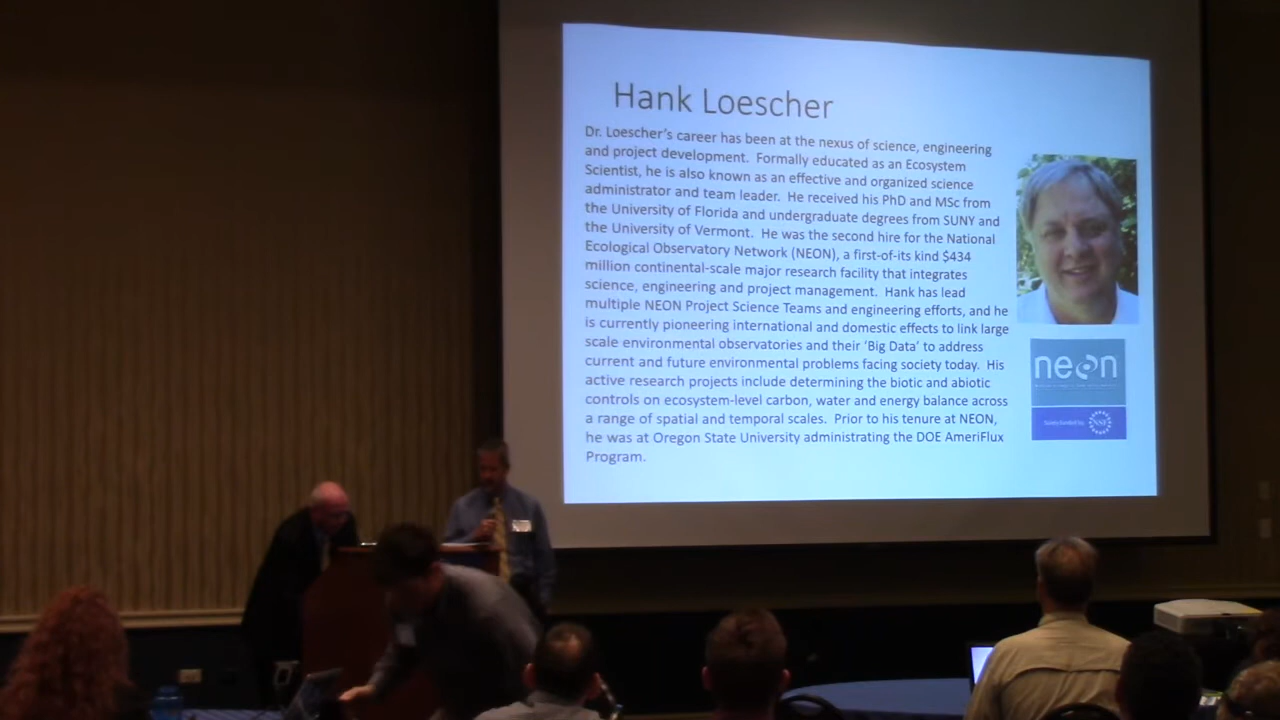 Hank Loescher
Dr. Loescher's career has been at the nexus of science, engineering
and project development. Formally educated as an Ecosystem
Scientist, he is also known as an effective and organized science
administrator and team leader. He received his PhD and MSc from
the University of Florida and undergraduate degrees from SUNY and
the University of Vermont. He was the second hire for the National
Ecological Observatory Network (NEON), a first-of-its kind $434
million continental-scale major research facility that integrates
science, engineering and project management. Hank has lead
multiple NEON Project Science Teams and engineering efforts, and he
is currently pioneering international and domestic effects to link large
scale environmental observatories and their 'Big Data' to address
current and future environmental problems facing society today. His
active research projects include determining the biotic and abiotic
controls on ecosystem-level carbon, water and energy balance across
a range of spatial and temporal scales. Prior to his tenure at NEON,
he was at Oregon State University administrating the DOE AmeriFlux
Program.
neon
NSF